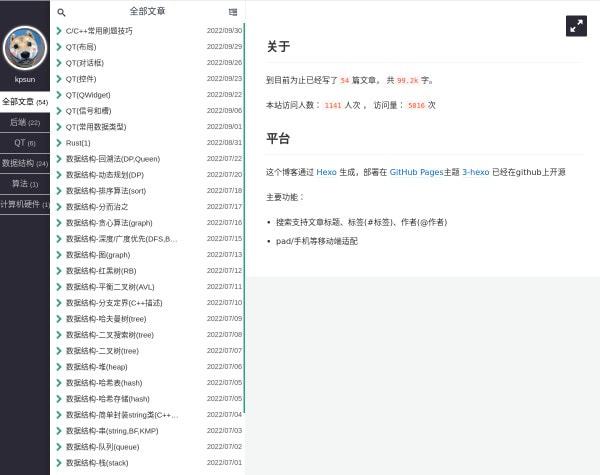 kpsun
全部文章 (54)
后端 (22)
QT (6)
数据结构 (24)
算法 (1)
计算机硬件 (1)
全部文章
C/C++常用刷题技巧 2022/09/30
QT(布局) 2022/09/29
QT(对话框) 2022/09/26
QT(控件) 2022/09/23
QT(QWidget) 2022/09/22
QT(信号和槽) 2022/09/06
QT(常用数据类型) 2022/09/01
Rust(1) 2022/08/31
数据结构-回溯法(DP,Queen) 2022/07/22
数据结构-动态规划(DP) 2022/07/20
数据结构-排序算法(sort) 2022/07/18
数据结构-分而治之 2022/07/17
数据结构-贪心算法(graph) 2022/07/16
数据结构-深度/广度优先(DFS,B... 2022/07/15
数据结构-图(graph) 2022/07/13
数据结构-红黑树(RB) 2022/07/12
数据结构-平衡二叉树(AVL) 2022/07/11
数据结构-分支定界(C++描述) 2022/07/10
数据结构-哈夫曼树(tree) 2022/07/09
数据结构-二叉搜索树(tree) 2022/07/08
数据结构-二叉树(tree) 2022/07/07
数据结构-堆(heap) 2022/07/06
数据结构-哈希表(hash) 2022/07/05
数据结构-哈希存储(hash) 2022/07/05
数据结构-简单封装string类(C++... 2022/07/04
数据结构-串(string,BF,KMP) 2022/07/03
数据结构-队列(queue) 2022/07/02
数据结构-栈(stack) 2022/07/01
关于
到目前为止已经写了 54 篇文章， 共 99.2k 字。
本站访问人数： 1141 人次 ， 访问量： 5816 次
平台
这个博客通过 Hexo 生成，部署在 GitHub Pages主题 3-hexo 已经在github上开源
主要功能：
• 搜索支持文章标题、标签(#标签)、作者(@作者)
• pad/手机等移动端适配